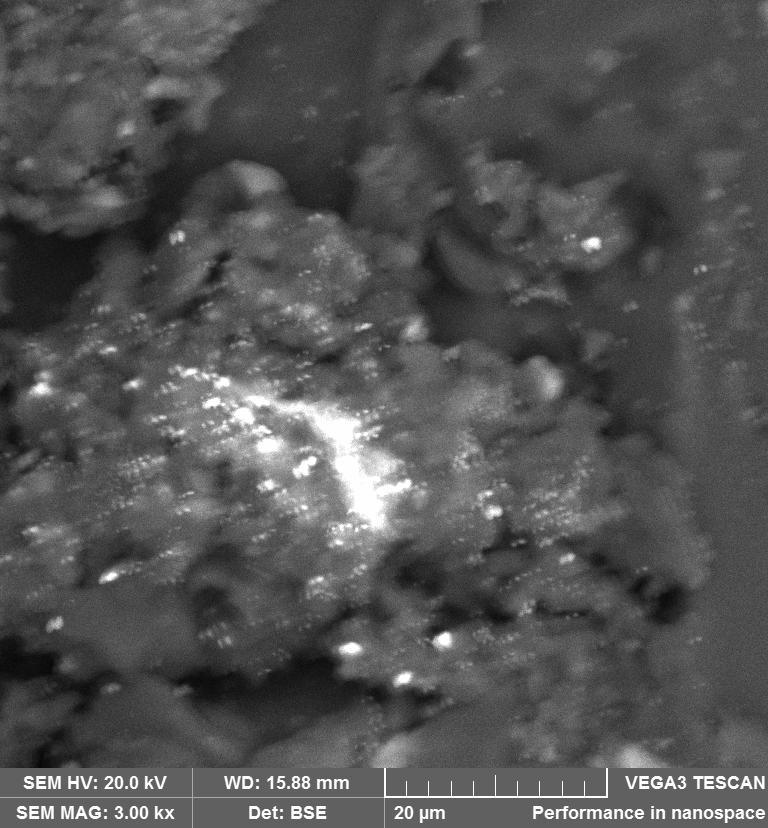 SEM HV: 20.0 kV WD: 15.88 mm VEGA3 TESCAN
SEM MAG: 3.00 kx Det: BSE 20 µm Performance in nanospace